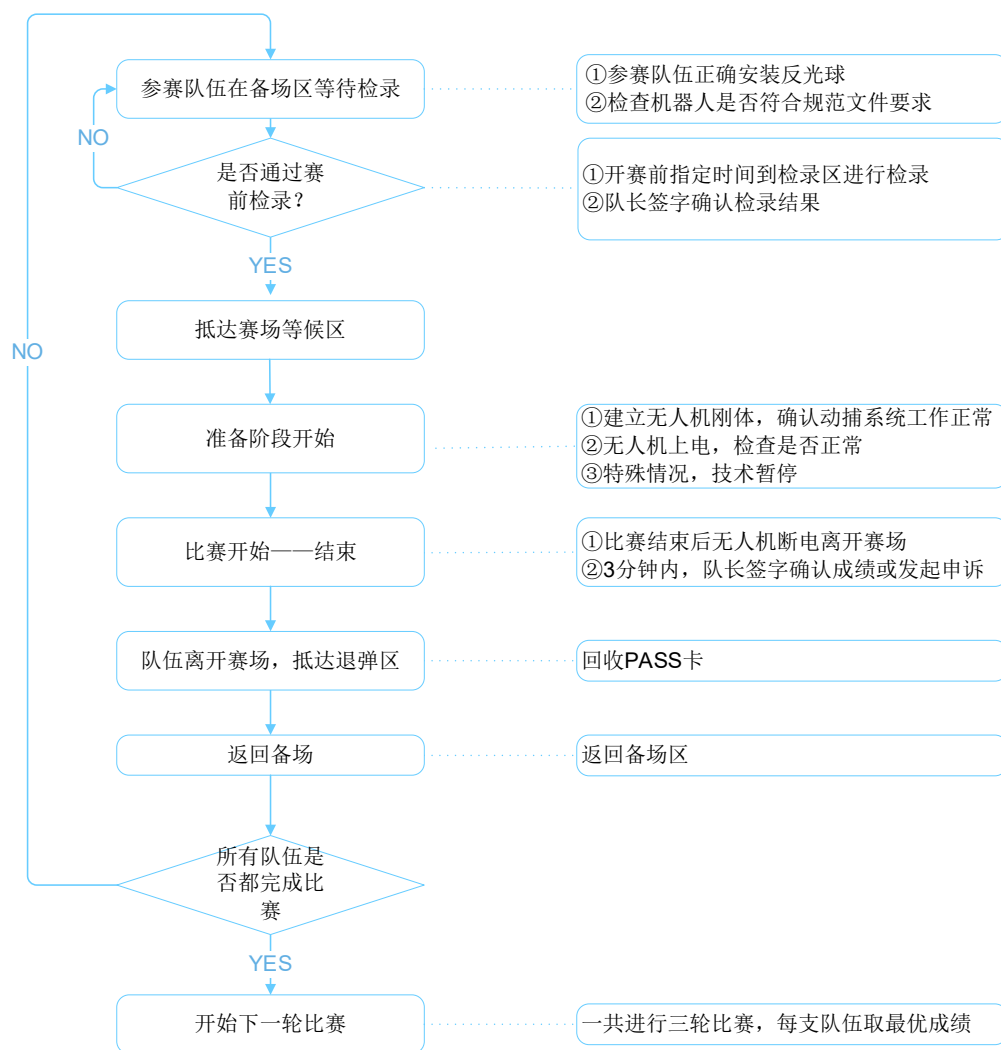 参赛队伍在备场区等待检录
①参赛队伍正确安装反光球
②检查机器人是否符合规范文件要求
NO
是否通过赛
前检录？
①开赛前指定时间到检录区进行检录
②队长签字确认检录结果
YES
抵达赛场等候区
NO
准备阶段开始
①建立无人机刚体，确认动捕系统工作正常
②无人机上电，检查是否正常
③特殊情况，技术暂停
比赛开始——结束
①比赛结束后无人机断电离开赛场
②3分钟内，队长签字确认成绩或发起申诉
队伍离开赛场，抵达退弹区
回收PASS卡
返回备场
返回备场区
所有队伍是
否都完成比
赛
YES
开始下一轮比赛
一共进行三轮比赛，每支队伍取最优成绩